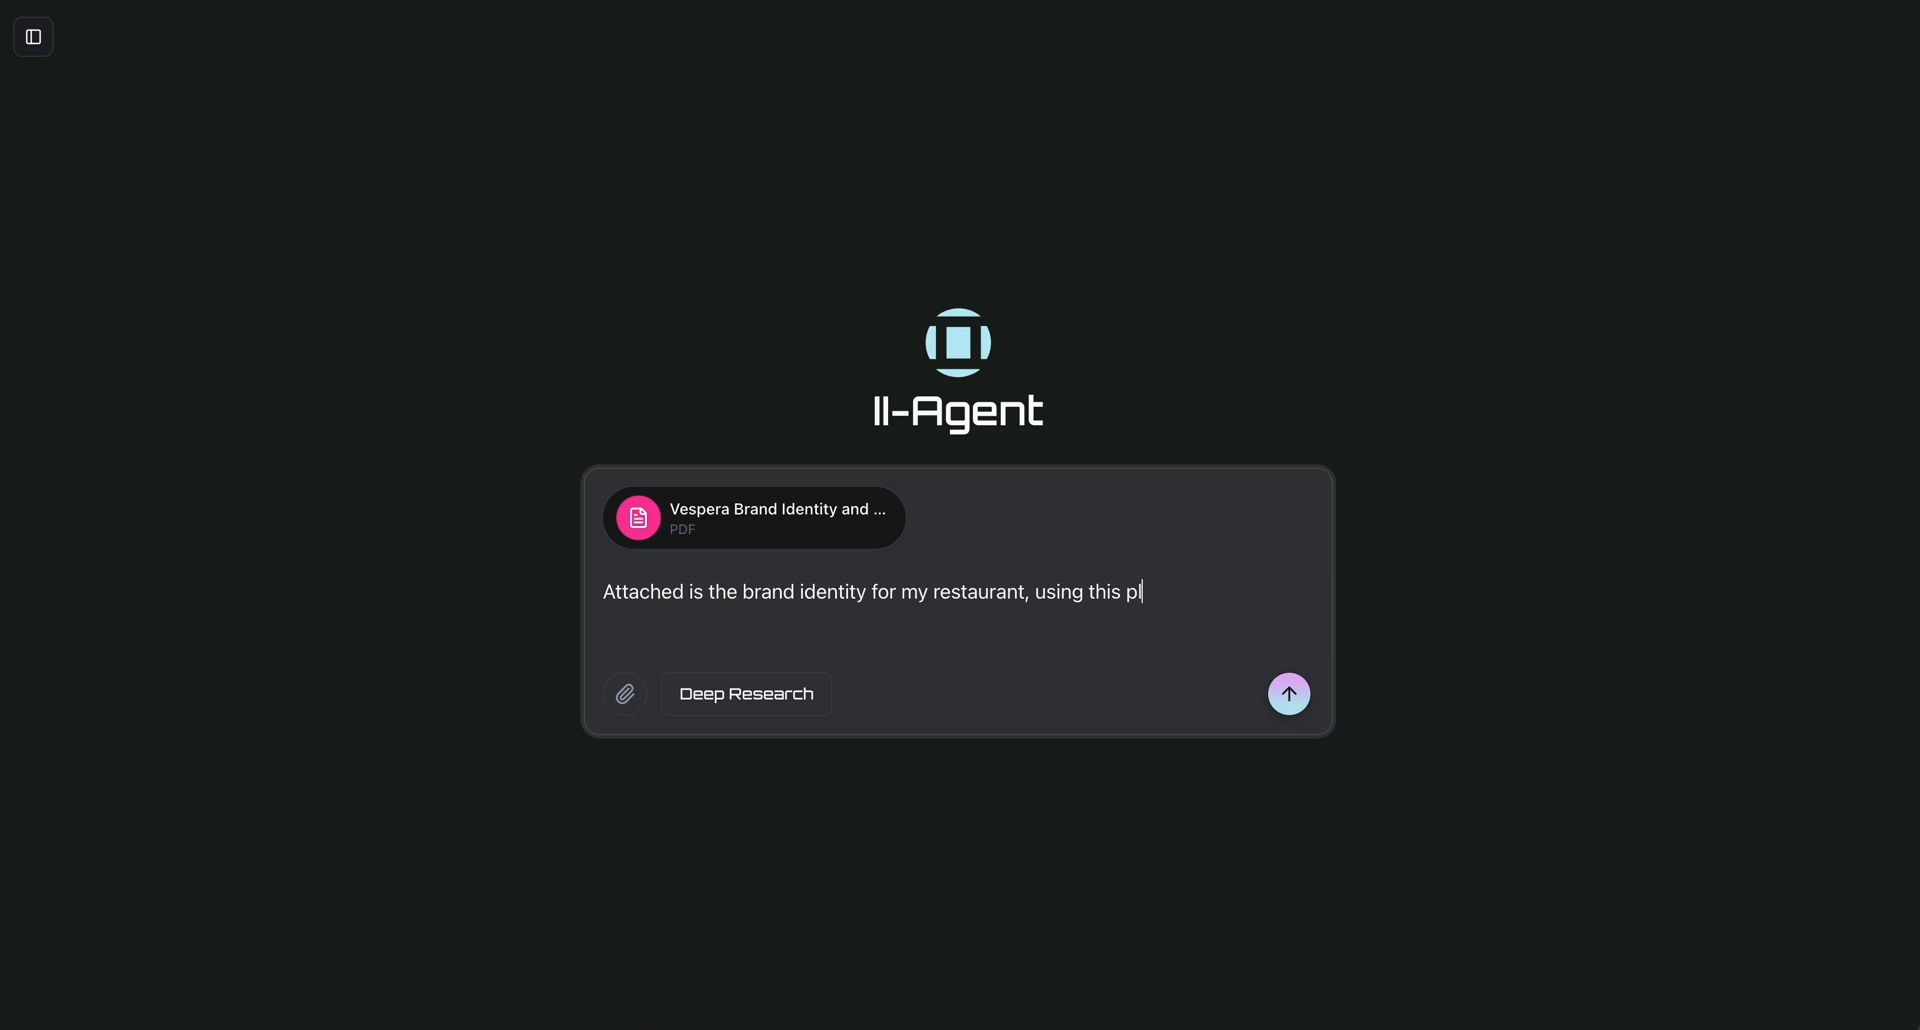 II-Agent
Vespera Brand Identity and ...
PDF
Attached is the brand identity for my restaurant, using this pl
Deep Research